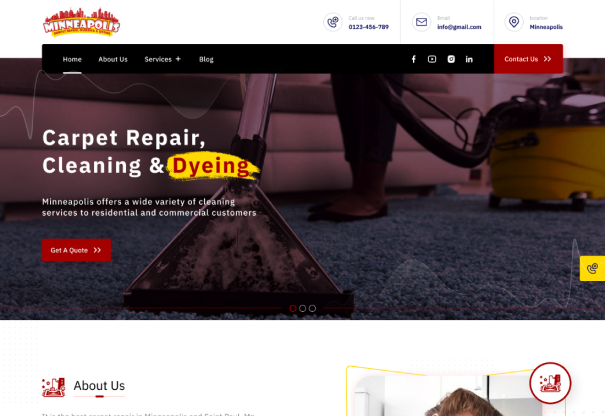 MINNEAPOLIS
Call us now
0123-456-789
Email
info@gmail.com
location
Minneapolis
Home
About Us
Services +
Blog
Contact Us
Carpet Repair,
Cleaning & Dyeing
Minneapolis offers a wide variety of cleaning
services to residential and commercial customers
Get A Quote
About Us